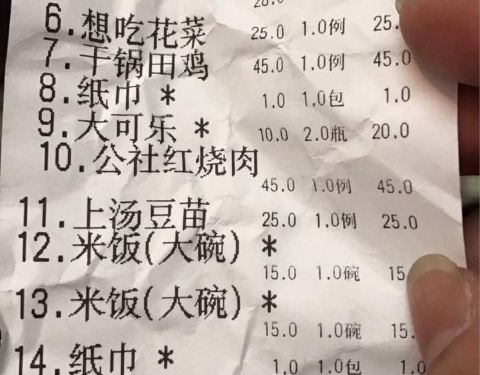 6.想吃花菜 25.0 1.0例 25.
7.干锅田鸡 45.0 1.0例 45.0
8.纸巾 * 1.0 1.0包 1.0
9.大可乐 * 10.0 2.0瓶 20.0
10.公社红烧肉
45.0 1.0例 45.0
11.上汤豆苗 25.0 1.0例 25.0
12.米饭(大碗) *
15.0 1.0碗 15
13.米饭(大碗) *
15.0 1.0碗 15.
14.纸巾 * 1.0 1.0包 1.0